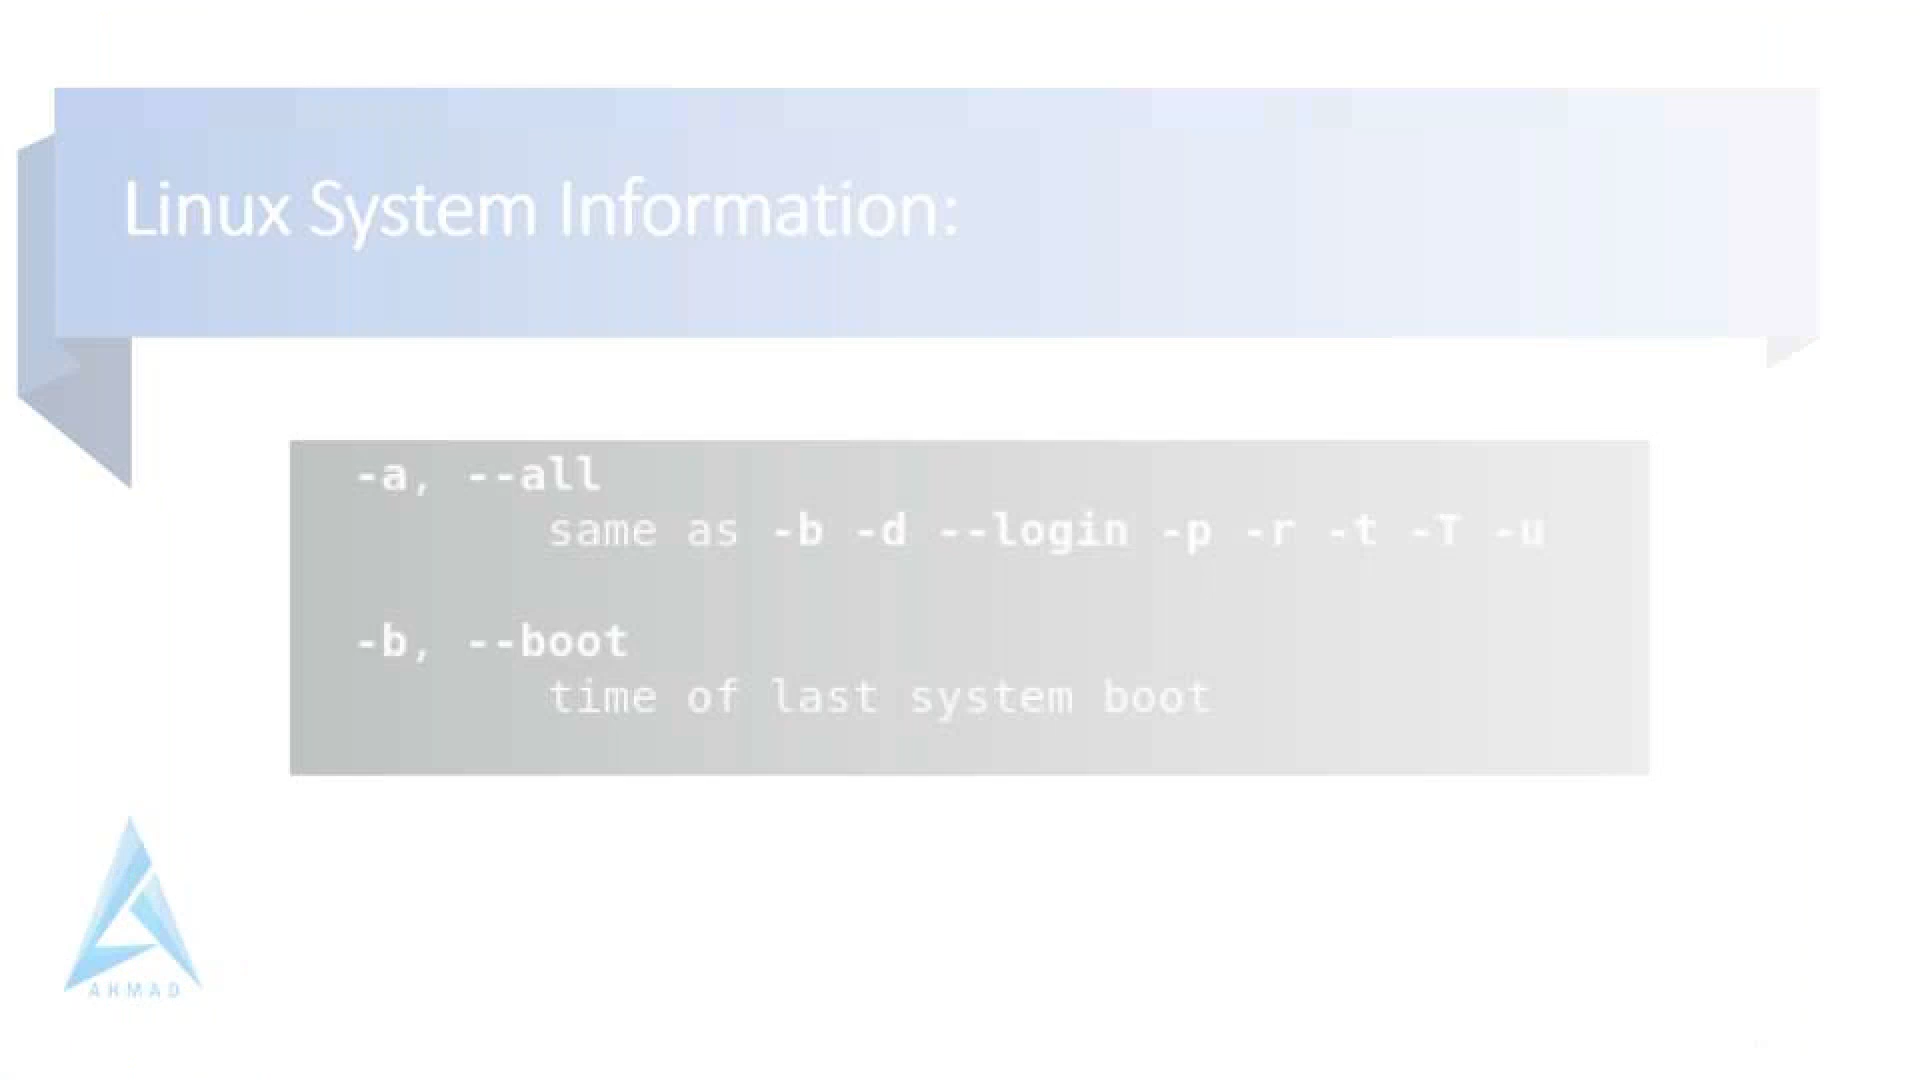 Linux System Information:
-a, --all
same as -b -d --login -p -r -t -T -u
-b, --boot
time of last system boot
AHMAD